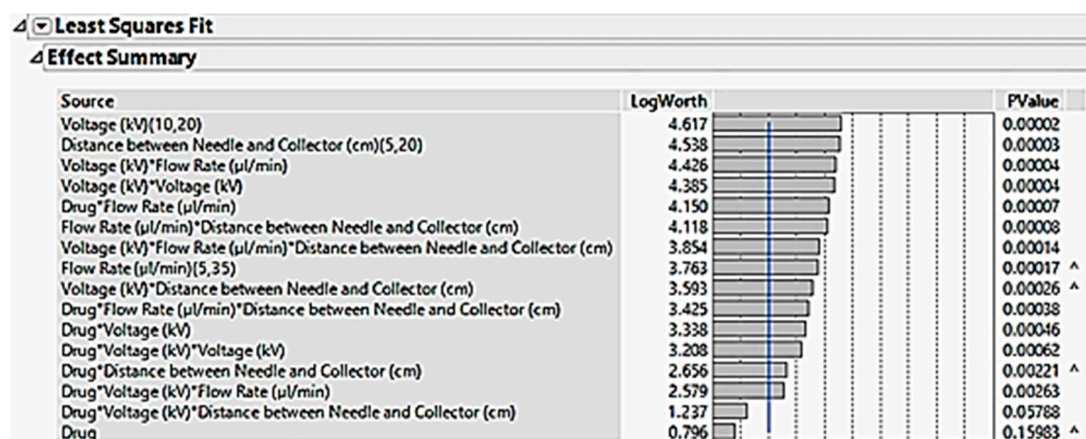 Least Squares Fit
Effect Summary
Source LogWorth PValue
Voltage (kV)(10,20) 4.617 0.00002
Distance between Needle and Collector (cm)(5,20) 4.538 0.00003
Voltage (kV)*Flow Rate (µl/min) 4.426 0.00004
Voltage (kV)*Voltage (kV) 4.385 0.00004
Drug*Flow Rate (µl/min) 4.150 0.00007
Flow Rate (µl/min)*Distance between Needle and Collector (cm) 4.118 0.00008
Voltage (kV)*Flow Rate (µl/min)*Distance between Needle and Collector (cm) 3.854 0.00014
Flow Rate (µl/min)(5,35) 3.763 0.00017 ^
Voltage (kV)*Distance between Needle and Collector (cm) 3.593 0.00026 ^
Drug*Flow Rate (µl/min)*Distance between Needle and Collector (cm) 3.425 0.00038
Drug*Voltage (kV) 3.338 0.00046
Drug*Voltage (kV)*Voltage (kV) 3.208 0.00062
Drug*Distance between Needle and Collector (cm) 2.656 0.00221 ^
Drug*Voltage (kV)*Flow Rate (µl/min) 2.579 0.00263
Drug*Voltage (kV)*Distance between Needle and Collector (cm) 1.237 0.05788
Drug 0.796 0.15983 ^